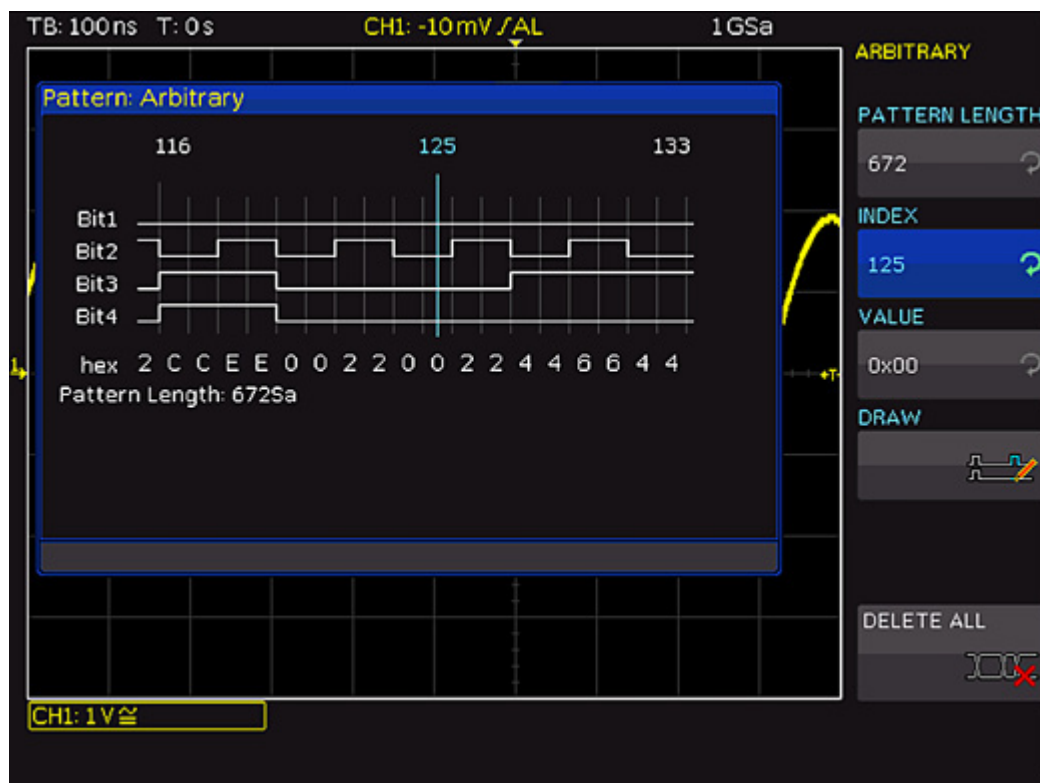 TB: 100ns T: 0s CH1: -10mV AL 1GSa
ARBITRARY
Pattern: Arbitrary
PATTERN LENGTH
672
116 125 133
INDEX
125
Bit1
Bit2
Bit3
Bit4
VALUE
0x00
hex 2 C C E E 0 0 2 2 0 0 2 2 4 4 6 6 4 4
Pattern Length: 672Sa
1
T
DRAW
DELETE ALL
CH1: 1V≅